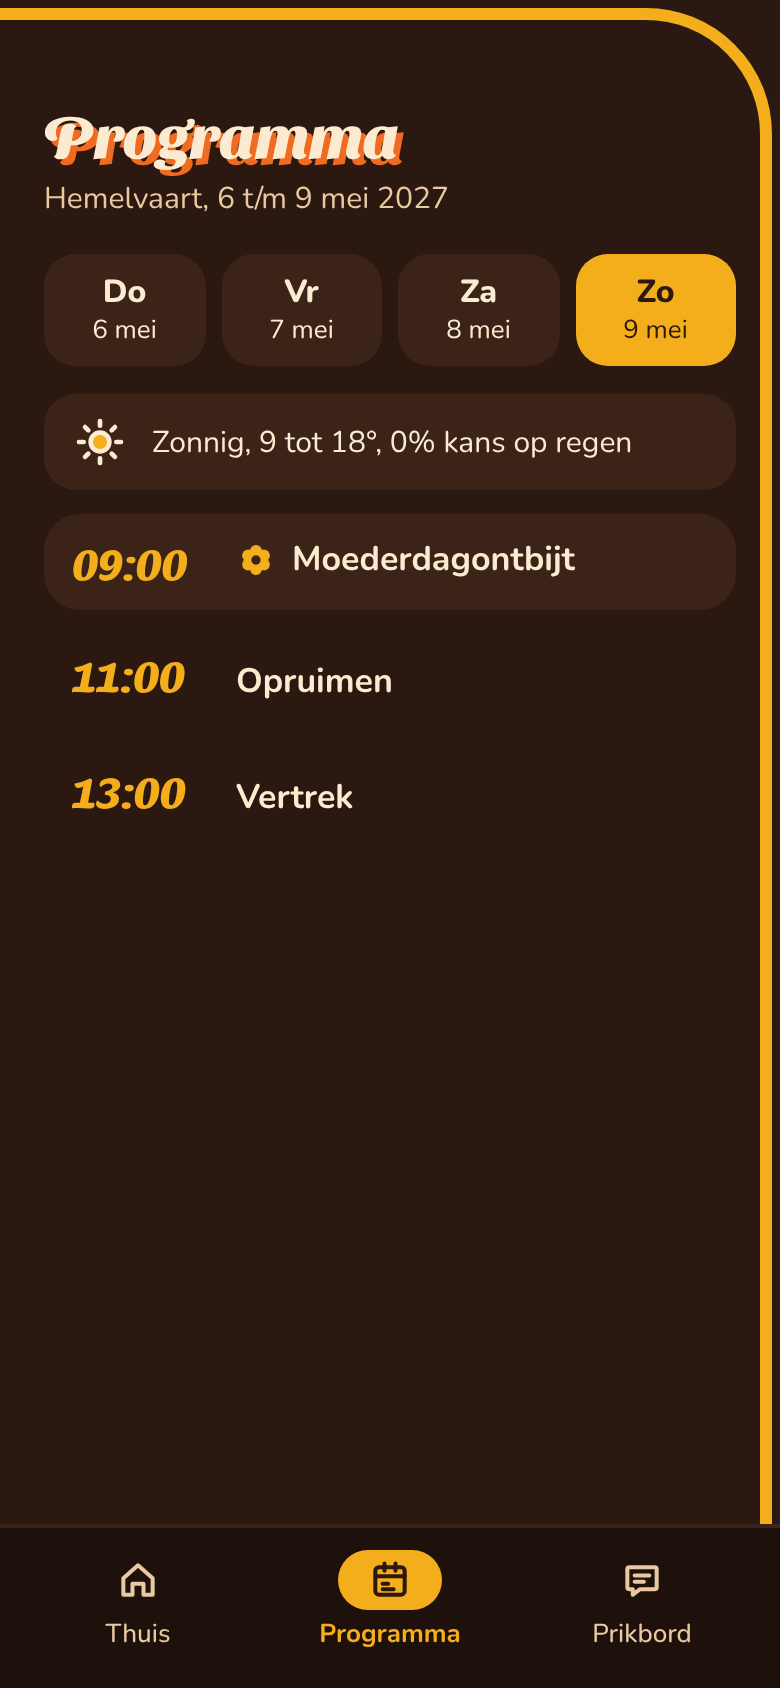 Programma
Hemelvaart, 6 t/m 9 mei 2027
Do
6 mei
Vr
7 mei
Za
8 mei
Zo
9 mei
Zonnig, 9 tot 18°, 0% kans op regen
09:00 Moederdagontbijt
11:00 Opruimen
13:00 Vertrek
Thuis Programma Prikbord